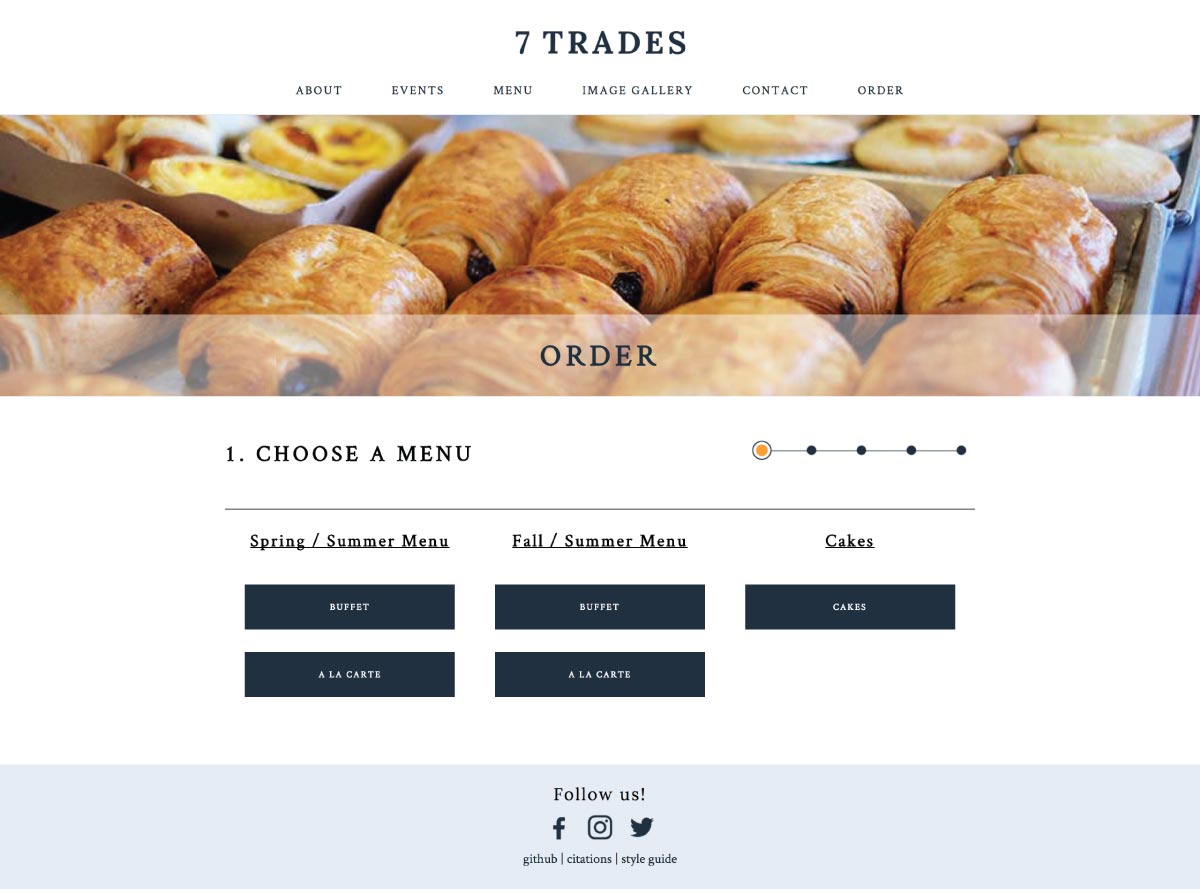 7 TRADES
ABOUT EVENTS MENU IMAGE GALLERY CONTACT ORDER
ORDER
1. CHOOSE A MENU
Spring / Summer Menu Fall / Summer Menu Cakes
BUFFET BUFFET CAKES
A LA CARTE A LA CARTE
Follow us!
github | citations | style guide